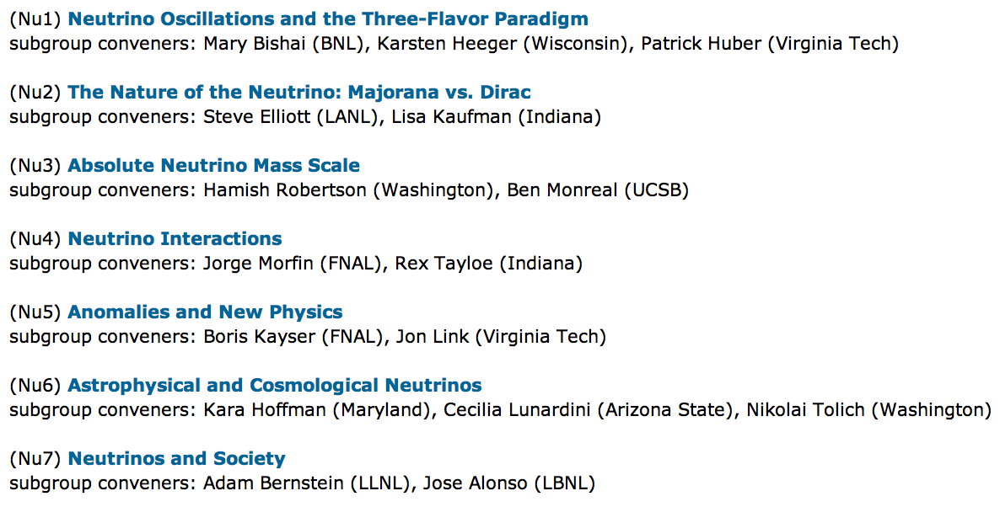 (Nu1) Neutrino Oscillations and the Three-Flavor Paradigm
subgroup conveners: Mary Bishai (BNL), Karsten Heeger (Wisconsin), Patrick Huber (Virginia Tech)
(Nu2) The Nature of the Neutrino: Majorana vs. Dirac
subgroup conveners: Steve Elliott (LANL), Lisa Kaufman (Indiana)
(Nu3) Absolute Neutrino Mass Scale
subgroup conveners: Hamish Robertson (Washington), Ben Monreal (UCSB)
(Nu4) Neutrino Interactions
subgroup conveners: Jorge Morfin (FNAL), Rex Tayloe (Indiana)
(Nu5) Anomalies and New Physics
subgroup conveners: Boris Kayser (FNAL), Jon Link (Virginia Tech)
(Nu6) Astrophysical and Cosmological Neutrinos
subgroup conveners: Kara Hoffman (Maryland), Cecilia Lunardini (Arizona State), Nikolai Tolich (Washington)
(Nu7) Neutrinos and Society
subgroup conveners: Adam Bernstein (LLNL), Jose Alonso (LBNL)